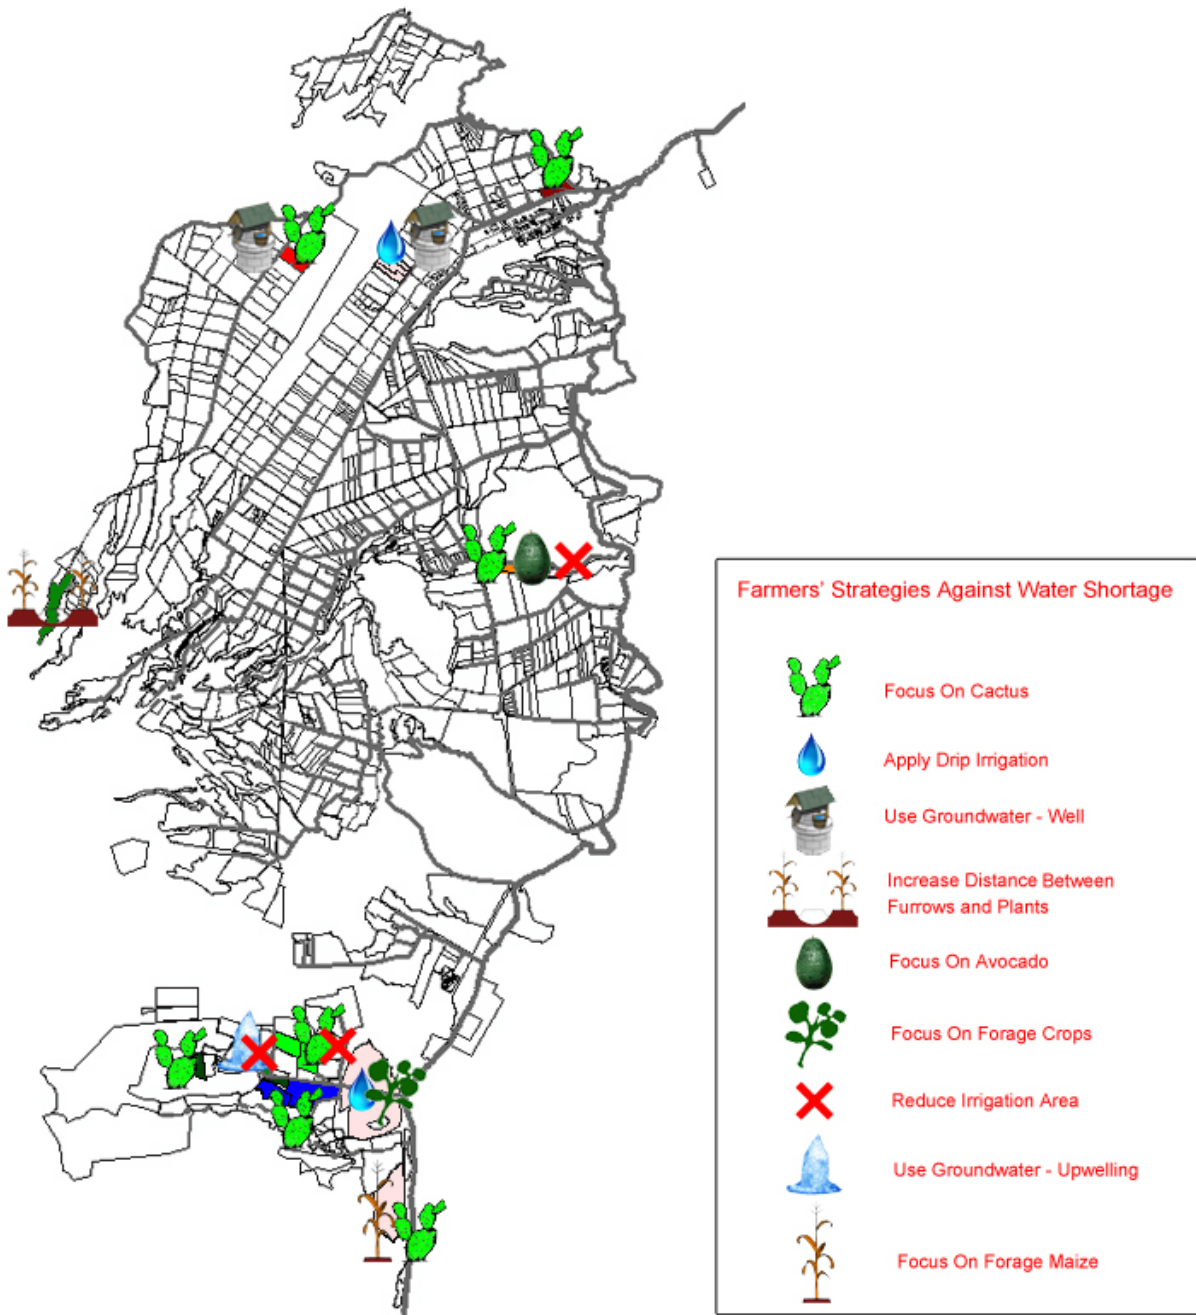 Farmers' Strategies Against Water Shortage
Focus On Cactus
Apply Drip Irrigation
Use Groundwater - Well
Increase Distance Between
Furrows and Plants
Focus On Avocado
Focus On Forage Crops
Reduce Irrigation Area
Use Groundwater - Upwelling
Focus On Forage Maize